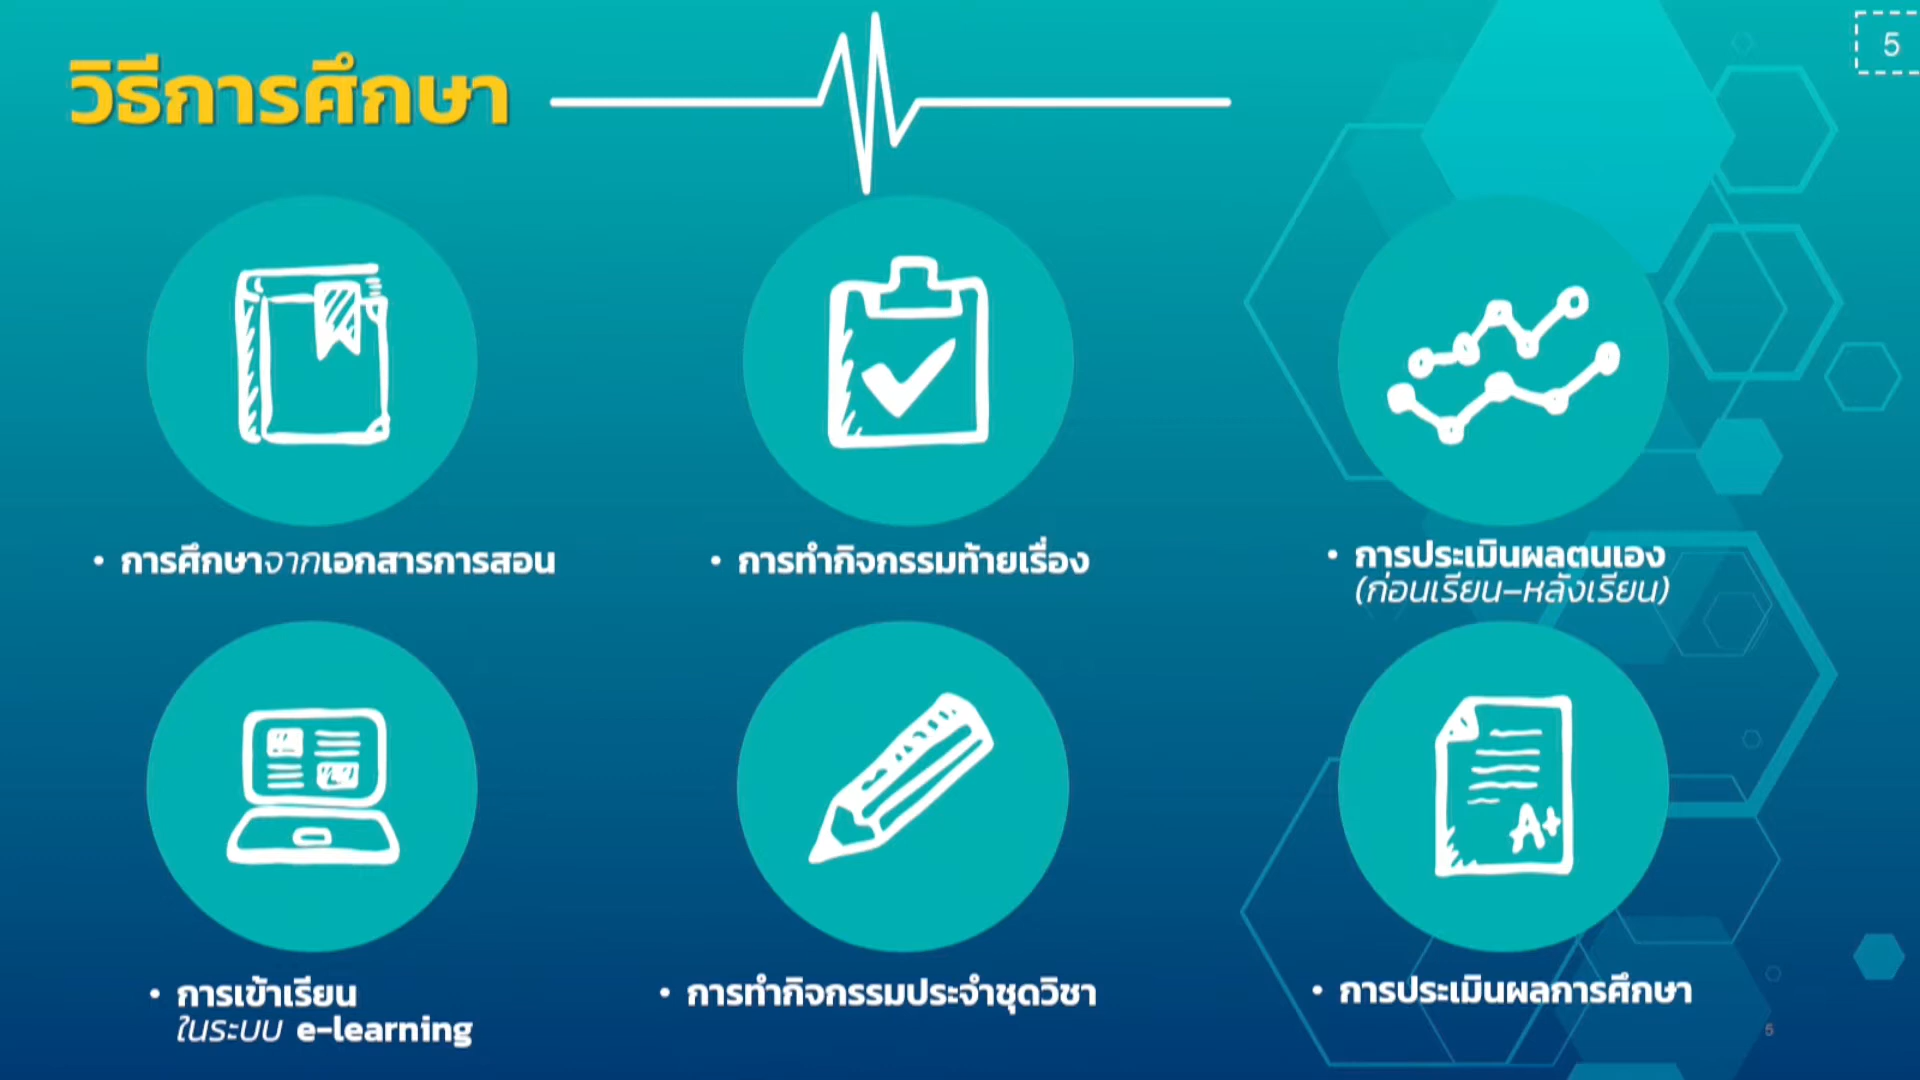 5
วิธีการศึกษา
• การศึกษาจากเอกสารการสอน
• การทำกิจกรรมท้ายเรื่อง
• การประเมินผลตนเอง
(ก่อนเรียน–หลังเรียน)
A+
• การเข้าเรียน
ในระบบ e-learning
• การทำกิจกรรมประจำชุดวิชา
• การประเมินผลการศึกษา
5